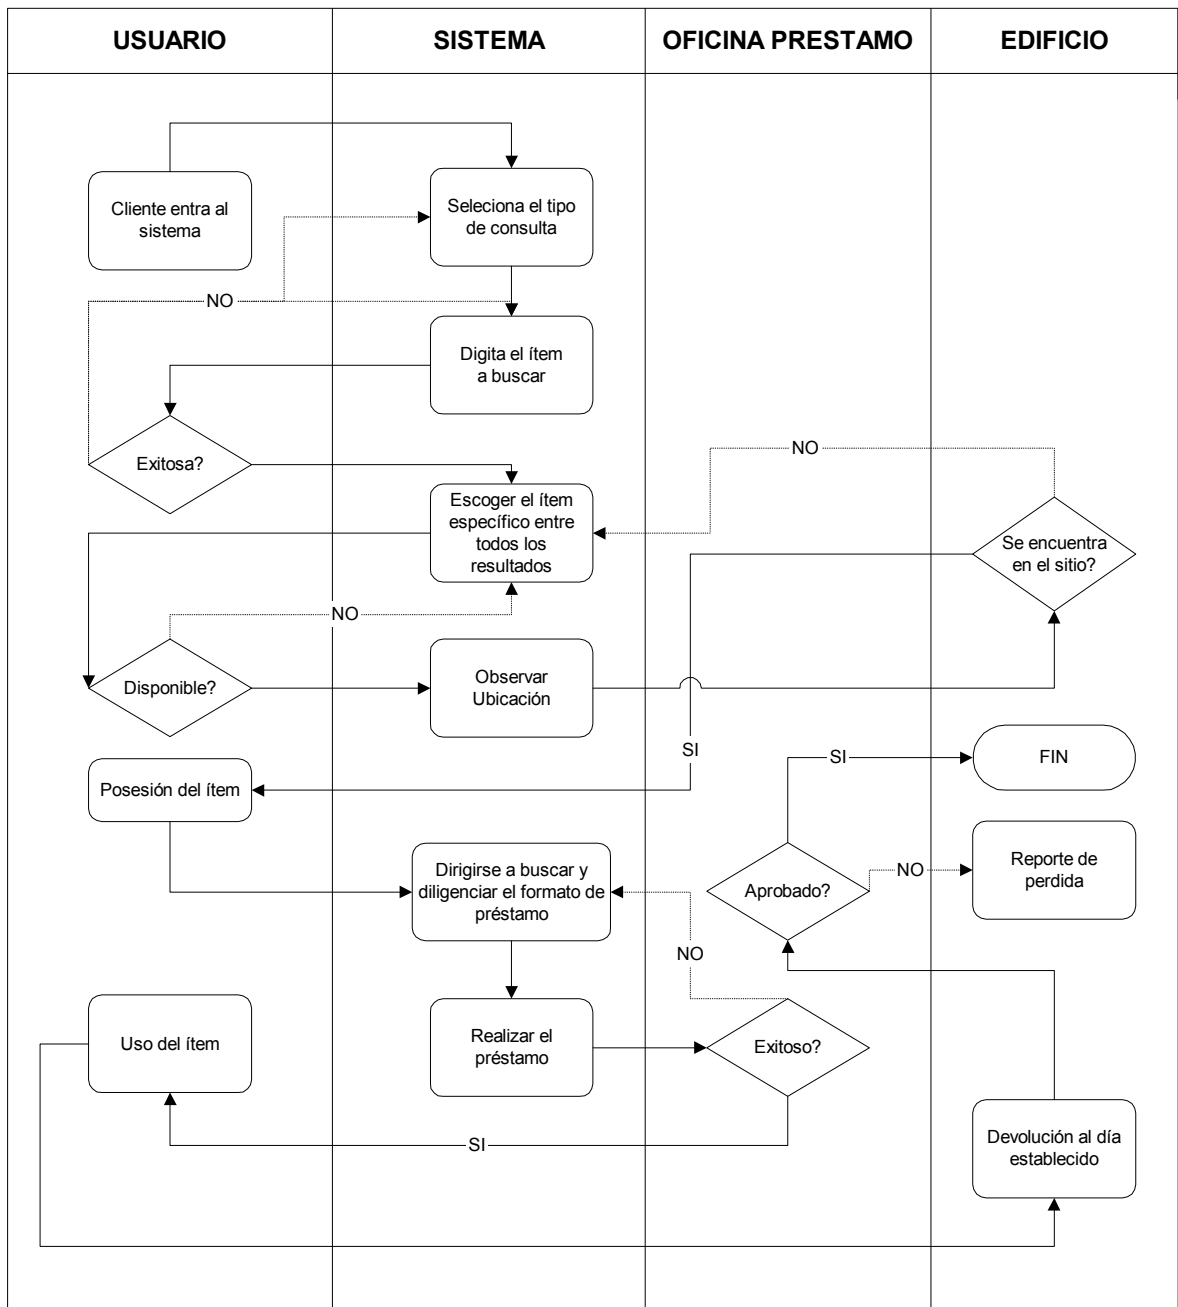 USUARIO
SISTEMA
OFICINA PRESTAMO
EDIFICIO
Cliente entra al
sistema
Seleciona el tipo
de consulta
NO
Digita el ítem
a buscar
Exitosa?
NO
Escoger el ítem
específico entre
todos los
resultados
Se encuentra
en el sitio?
NO
Disponible?
Observar
Ubicación
SI
SI
FIN
Posesión del ítem
Dirigirse a buscar y
diligenciar el formato de
préstamo
Aprobado?
NO
Reporte de
perdida
NO
Uso del ítem
Realizar el
préstamo
Exitoso?
SI
Devolución al día
establecido